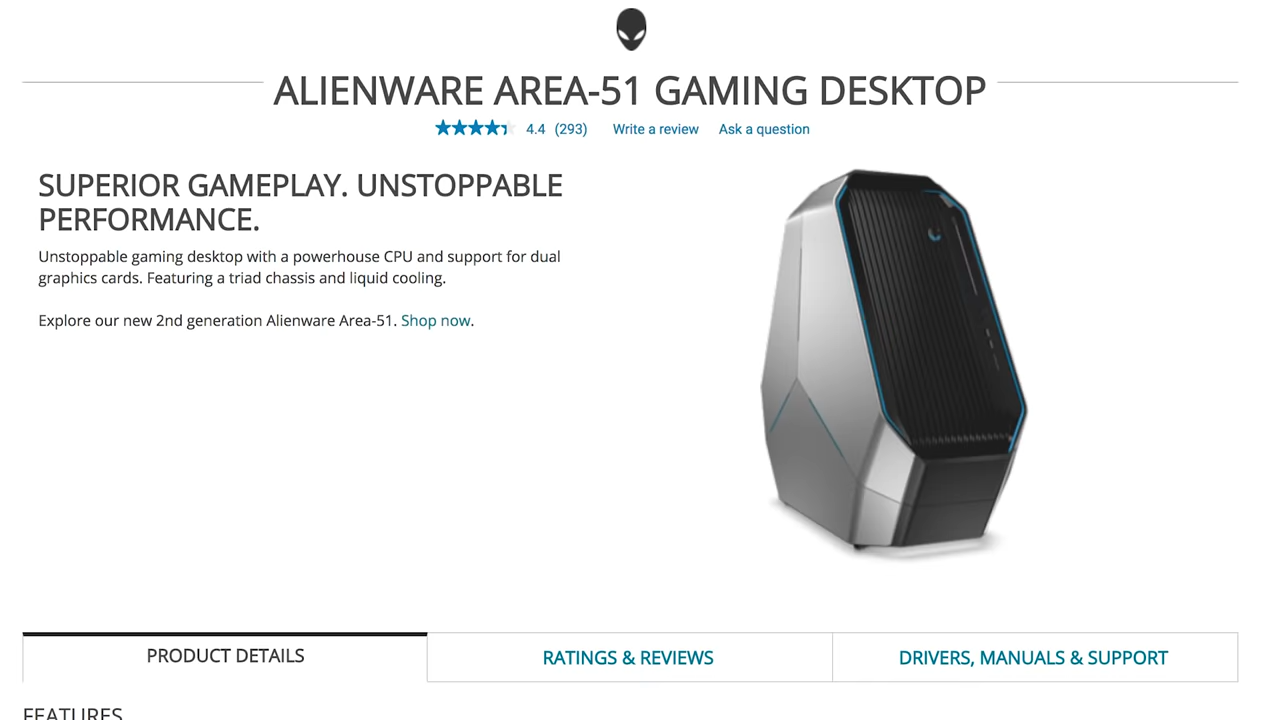 ALIENWARE AREA-51 GAMING DESKTOP
4.4 (293) Write a review Ask a question
SUPERIOR GAMEPLAY. UNSTOPPABLE
PERFORMANCE.
Unstoppable gaming desktop with a powerhouse CPU and support for dual
graphics cards. Featuring a triad chassis and liquid cooling.
Explore our new 2nd generation Alienware Area-51. Shop now.
PRODUCT DETAILS
RATINGS & REVIEWS
DRIVERS, MANUALS & SUPPORT
FEATURES